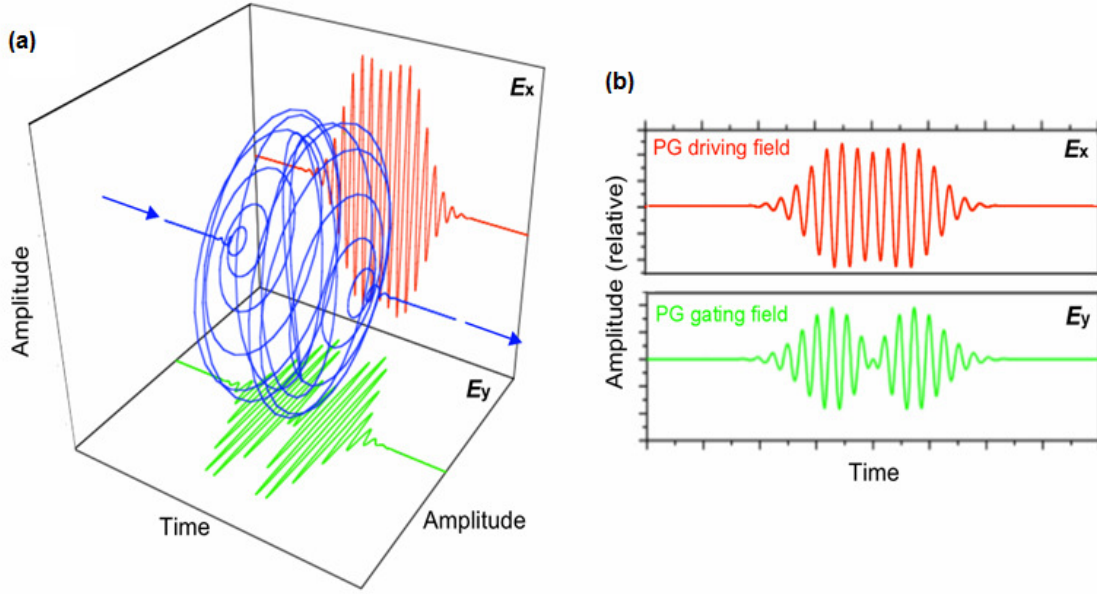 (a)
Ex
Amplitude
Ey
Time
Amplitude
(b)
PG driving field
Ex
Amplitude (relative)
PG gating field
Ey
Time